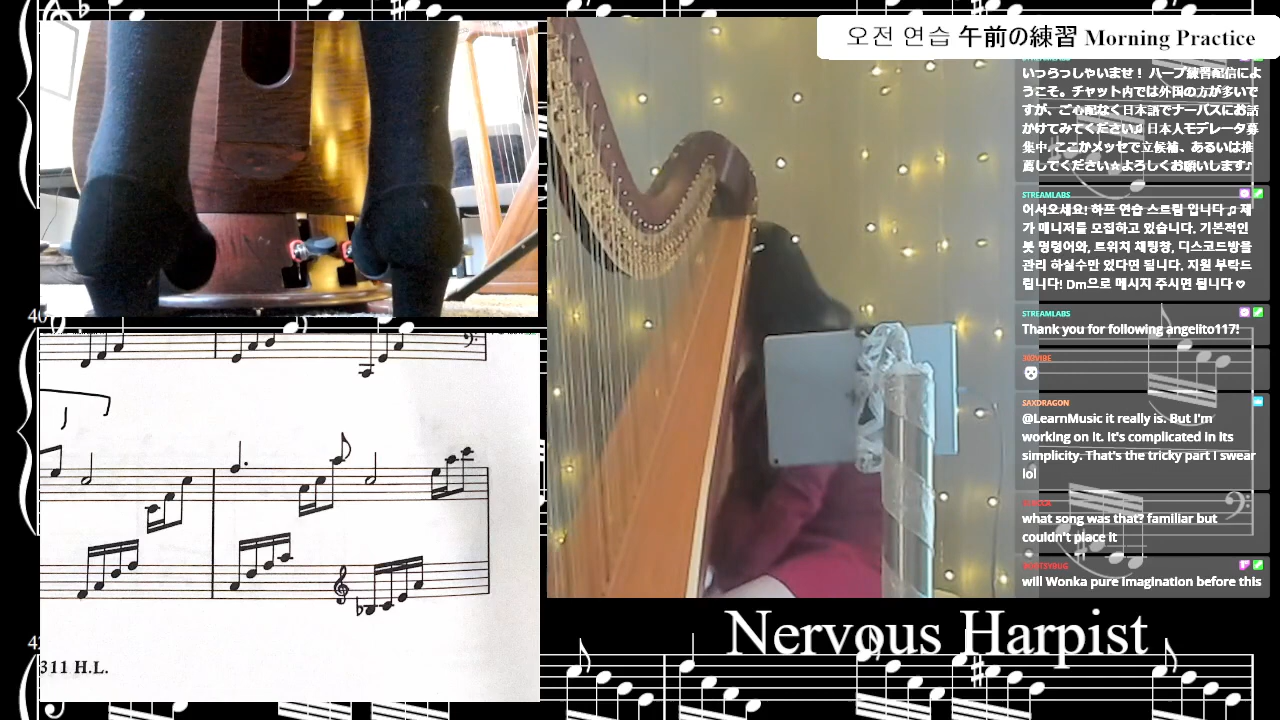 오전 연습 午前の練習 Morning Practice
STREAMLABS
いらっしゃいませ！ ハープ練習配信によ
うこそ。チャット内では外国の方が多いで
すが、ご心配なく日本語でナーバスにお話
かけてみてください♫ 日本人モデレータ募
集中, ここかメッセで立候補、あるいは推
薦してください☆よろしくお願いします♪
STREAMLABS
어서오세요! 하프 연습 스트림 입니다 ♫ 제
가 매니저를 모집하고 있습니다. 기본적인
봇 명령어와, 트위치 채팅창, 디스코드방을
관리 하실수만 있다면 됩니다. 지원 부탁드
립니다! Dm으로 메시지 주시면 됩니다 ♡
STREAMLABS
Thank you for following angelito117!
303VIBE
SAXDRAGON
@LearnMusic it really is. But I'm
working on it. It's complicated in its
simplicity. That's the tricky part I swear
lol
what song was that? familiar but
couldn't place it
will Wonka pure imagination before this
40
42
311 H.L.
Nervous Harpist